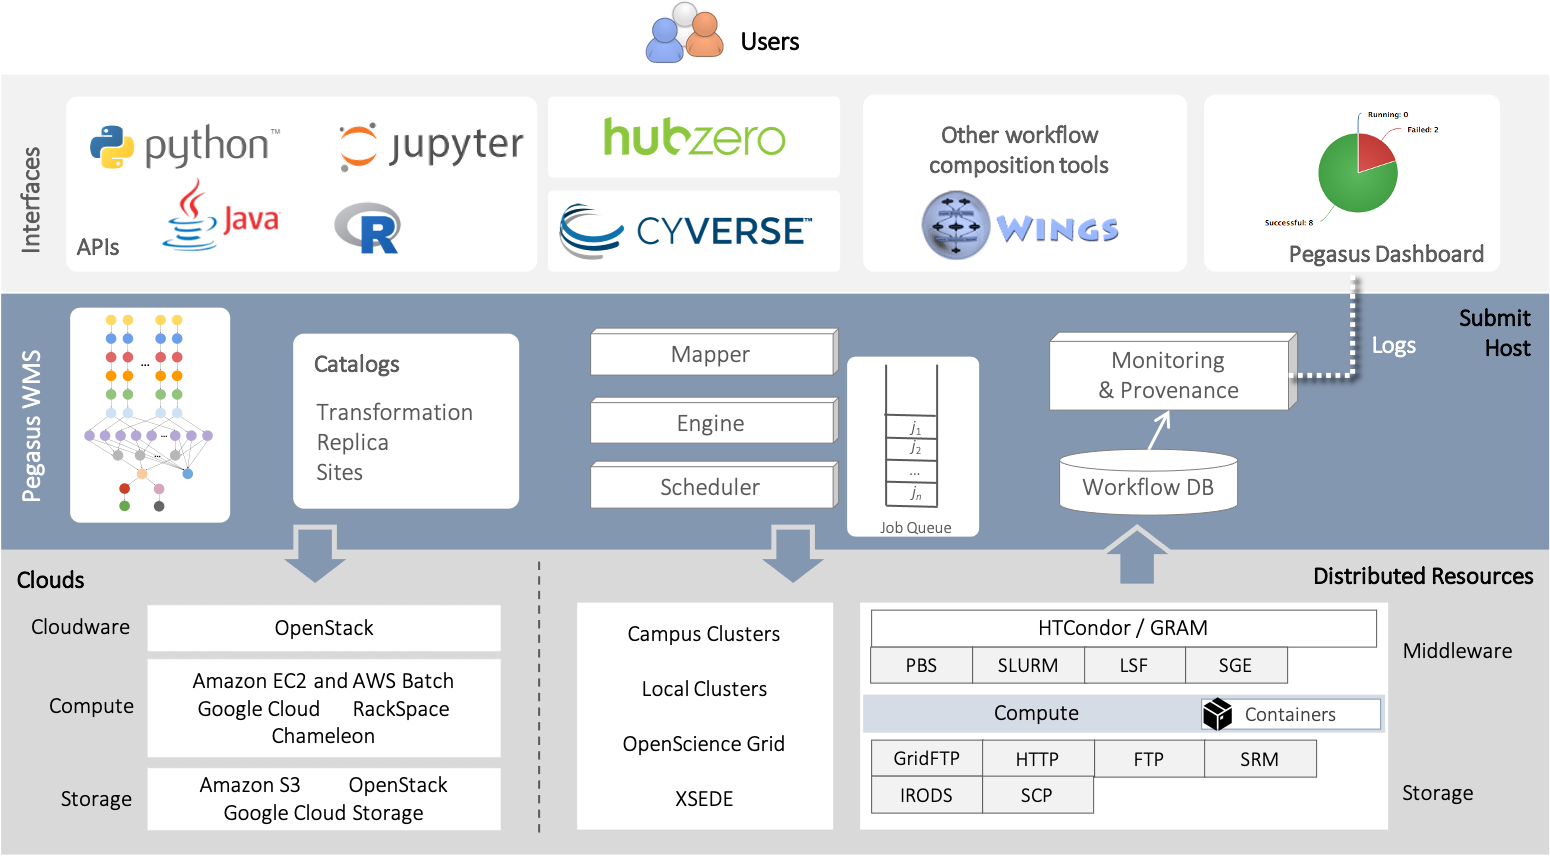 Users
Interfaces
python™
jupyter
Java
R
APIs
hubzero
CYVERSE™
Other workflow
composition tools
WINGS
Running: 0
Failed: 2
Successful: 8
Pegasus Dashboard
Pegasus WMS
...
...
...
Catalogs
Transformation
Replica
Sites
Mapper
Engine
Scheduler
j1
j2
...
jn
Job Queue
Monitoring
& Provenance
Workflow DB
Logs
Submit
Host
Clouds
Cloudware
OpenStack
Compute
Amazon EC2 and AWS Batch
Google Cloud RackSpace
Chameleon
Storage
Amazon S3 OpenStack
Google Cloud Storage
Distributed Resources
Campus Clusters
Local Clusters
OpenScience Grid
XSEDE
HTCondor / GRAM
PBS SLURM LSF SGE
Middleware
Compute
Containers
GridFTP HTTP FTP SRM
IRODS SCP
Storage